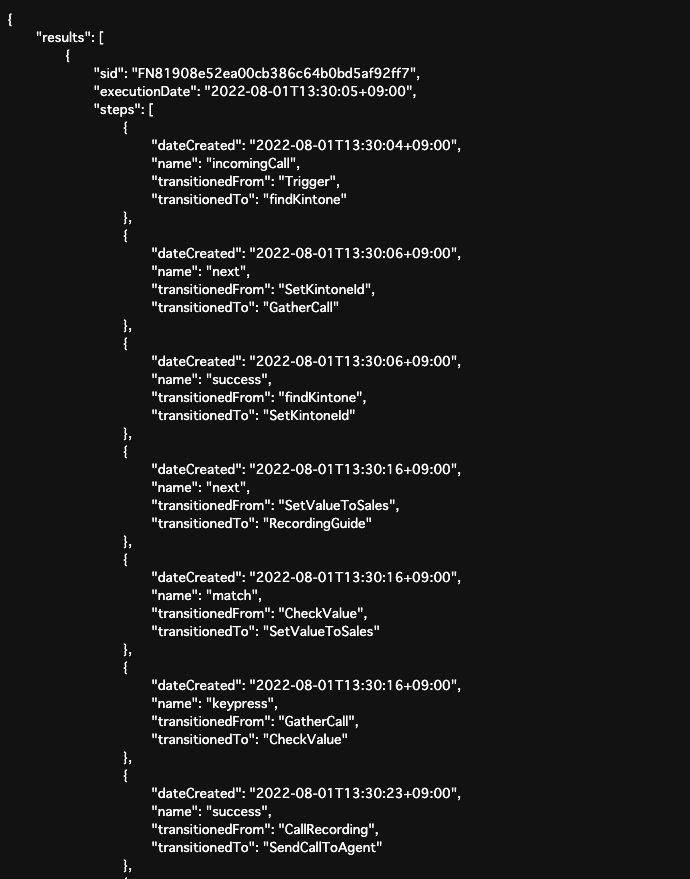 {
"results": [
{
"sid": "FN81908e52ea00cb386c64b0bd5af92ff7",
"executionDate": "2022-08-01T13:30:05+09:00",
"steps": [
{
"dateCreated": "2022-08-01T13:30:04+09:00",
"name": "incomingCall",
"transitionedFrom": "Trigger",
"transitionedTo": "findKintone"
},
{
"dateCreated": "2022-08-01T13:30:06+09:00",
"name": "next",
"transitionedFrom": "SetKintoneId",
"transitionedTo": "GatherCall"
},
{
"dateCreated": "2022-08-01T13:30:06+09:00",
"name": "success",
"transitionedFrom": "findKintone",
"transitionedTo": "SetKintoneId"
},
{
"dateCreated": "2022-08-01T13:30:16+09:00",
"name": "next",
"transitionedFrom": "SetValueToSales",
"transitionedTo": "RecordingGuide"
},
{
"dateCreated": "2022-08-01T13:30:16+09:00",
"name": "match",
"transitionedFrom": "CheckValue",
"transitionedTo": "SetValueToSales"
},
{
"dateCreated": "2022-08-01T13:30:16+09:00",
"name": "keypress",
"transitionedFrom": "GatherCall",
"transitionedTo": "CheckValue"
},
{
"dateCreated": "2022-08-01T13:30:23+09:00",
"name": "success",
"transitionedFrom": "CallRecording",
"transitionedTo": "SendCallToAgent"
},